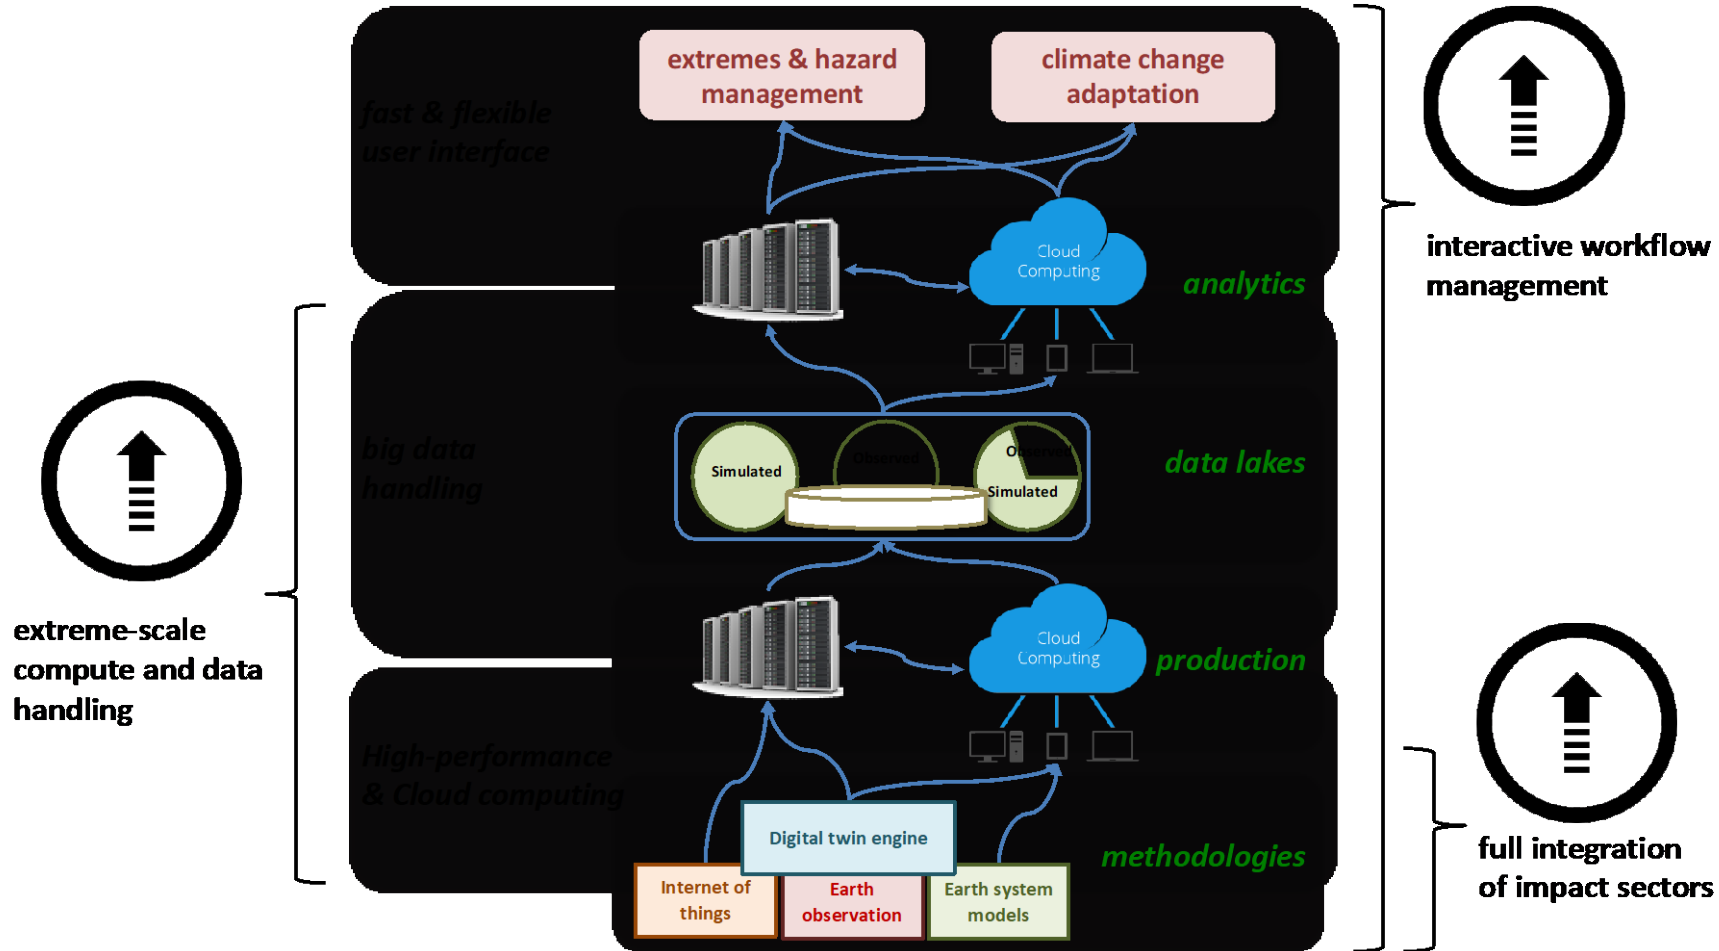 extremes & hazard
management
climate change
adaptation
fast & flexible
user interface
Cloud
Computing
analytics
interactive workflow
management
big data
handling
Simulated
Observed
Observed
Simulated
data lakes
extreme-scale
compute and data
handling
Cloud
Computing
production
High-performance
& Cloud computing
Digital twin engine
methodologies
Internet of
things
Earth
observation
Earth system
models
full integration
of impact sectors